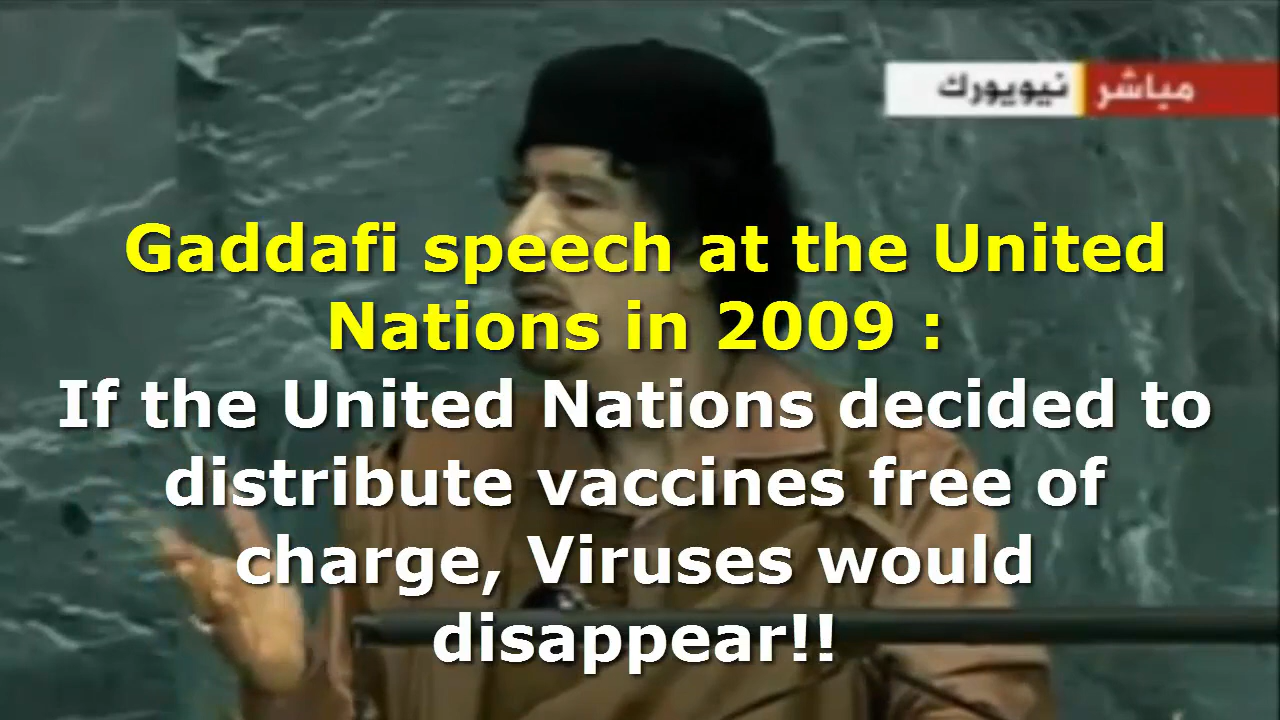 مباشر نيويورك
Gaddafi speech at the United
Nations in 2009 :
If the United Nations decided to
distribute vaccines free of
charge, Viruses would
disappear!!